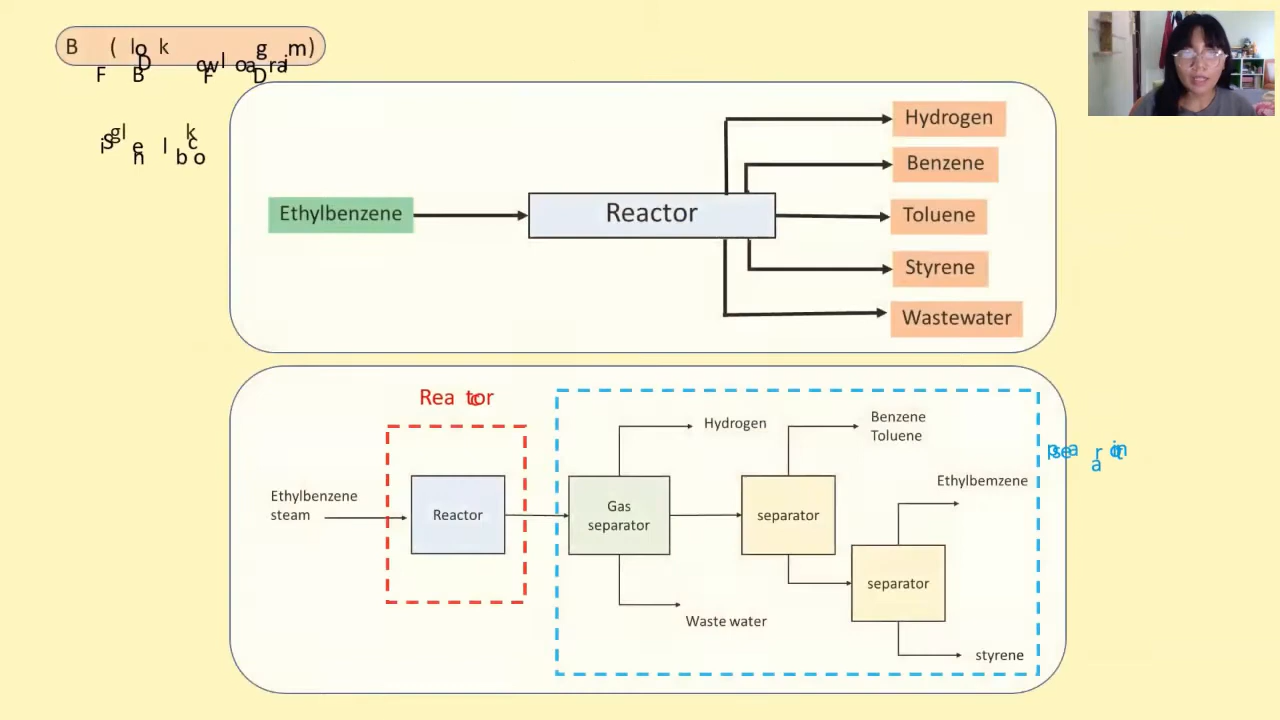 Hydrogen
Benzene
Ethylbenzene
Reactor
Toluene
Styrene
Wastewater
Reactor
Hydrogen
Benzene
Toluene
Ethylbemzene
Ethylbenzene
steam
Reactor
Gas
separator
separator
separator
Waste water
styrene